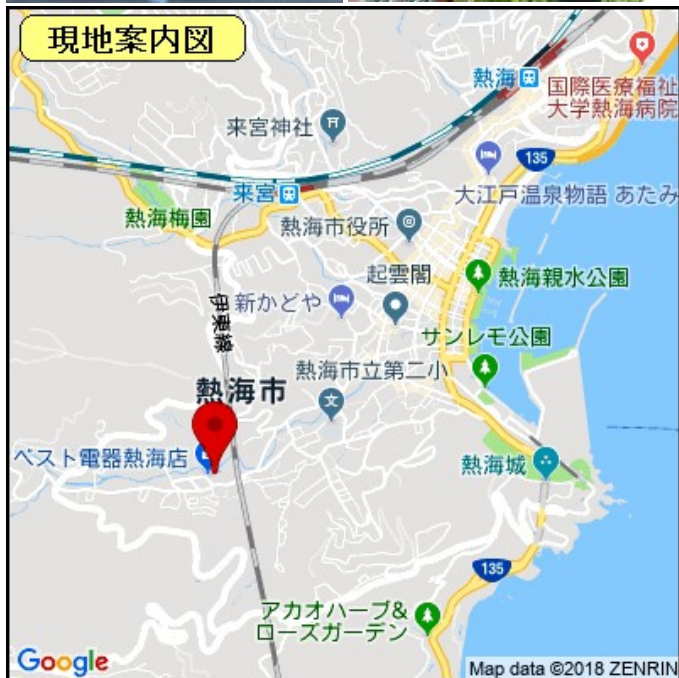 現地案内図
熱海
国際医療福祉
大学熱海病院
来宮神社
135
来宮
大江戸温泉物語 あたみ
熱海梅園
熱海市役所
起雲閣
熱海親水公園
伊東線
新かどや
サンレモ公園
熱海市立第二小
熱海市
ベスト電器熱海店
熱海城
135
アカオハーブ&
ローズガーデン
Google
Map data ©2018 ZENRIN